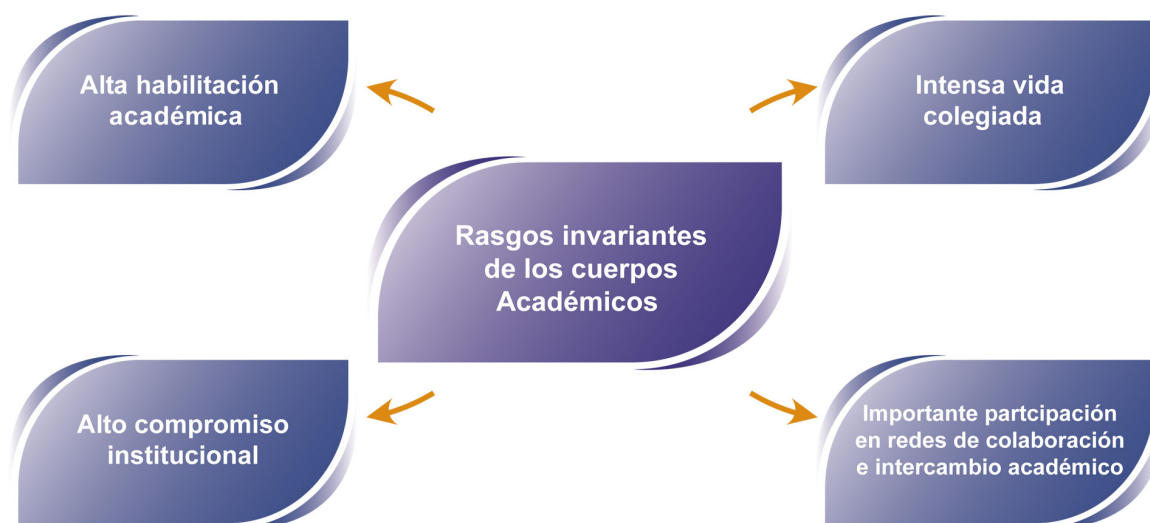 Alta habilitación
académica
Intensa vida
colegiada
Rasgos invariantes
de los cuerpos
Académicos
Alto compromiso
institucional
Importante partcipación
en redes de colaboración
e intercambio académico